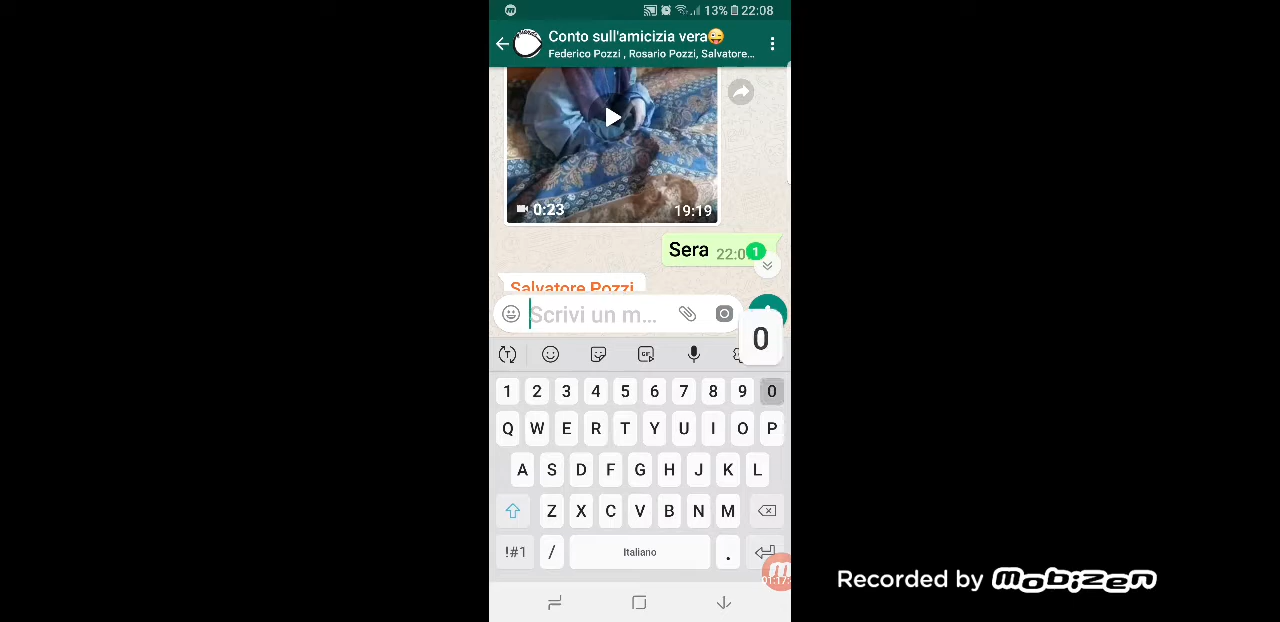 13% 22:08
Conto sull'amicizia vera😜
Federico Pozzi , Rosario Pozzi, Salvatore...
0:23 19:19
Sera 1
Salvatore Pozzi
Scrivi un m...
0
1 2 3 4 5 6 7 8 9 0
Q W E R T Y U I O P
A S D F G H J K L
Z X C V B N M
!#1 / Italiano .
Recorded by mobizen